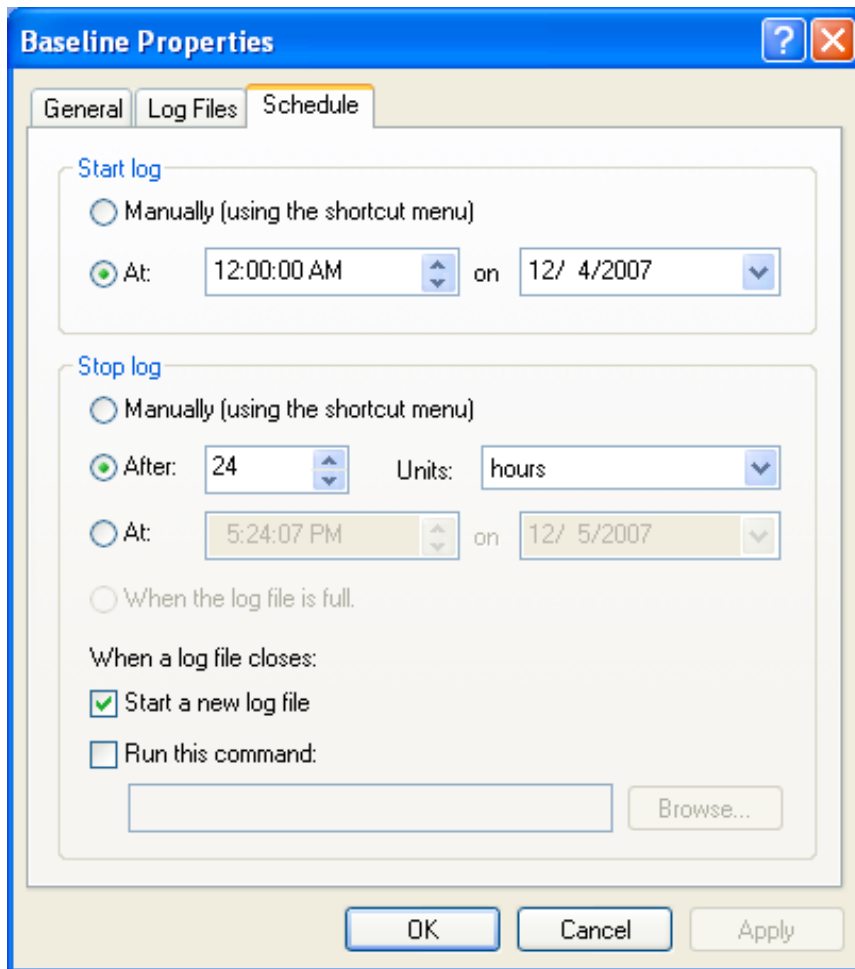 Baseline Properties
General Log Files Schedule
Start log
Manually (using the shortcut menu)
At: 12:00:00 AM on 12/ 4/2007
Stop log
Manually (using the shortcut menu)
After: 24 Units: hours
At: 5:24:07 PM on 12/ 5/2007
When the log file is full.
When a log file closes:
Start a new log file
Run this command:
Browse...
OK Cancel Apply